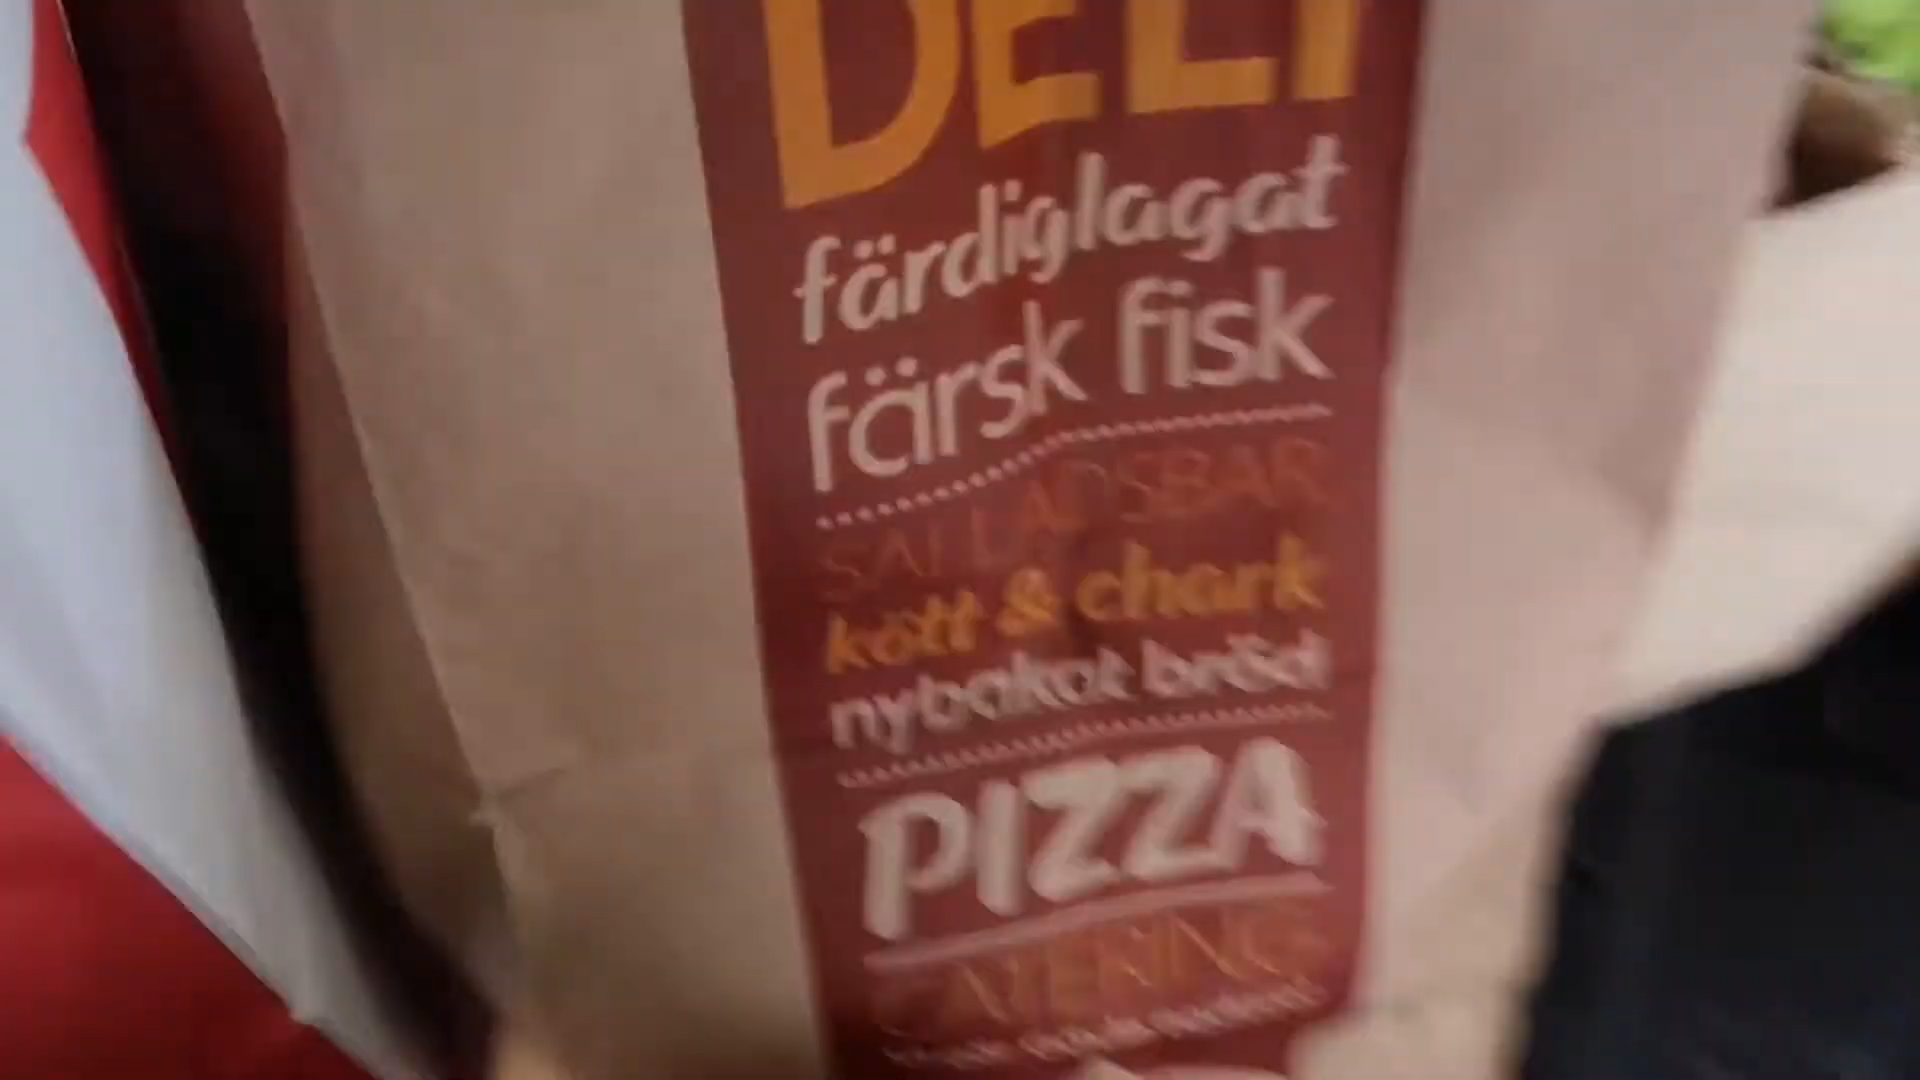 DELI
färdiglagat
färsk fisk
SALLADSBAR
kött & chark
nybakat bröd
PIZZA
CATERING